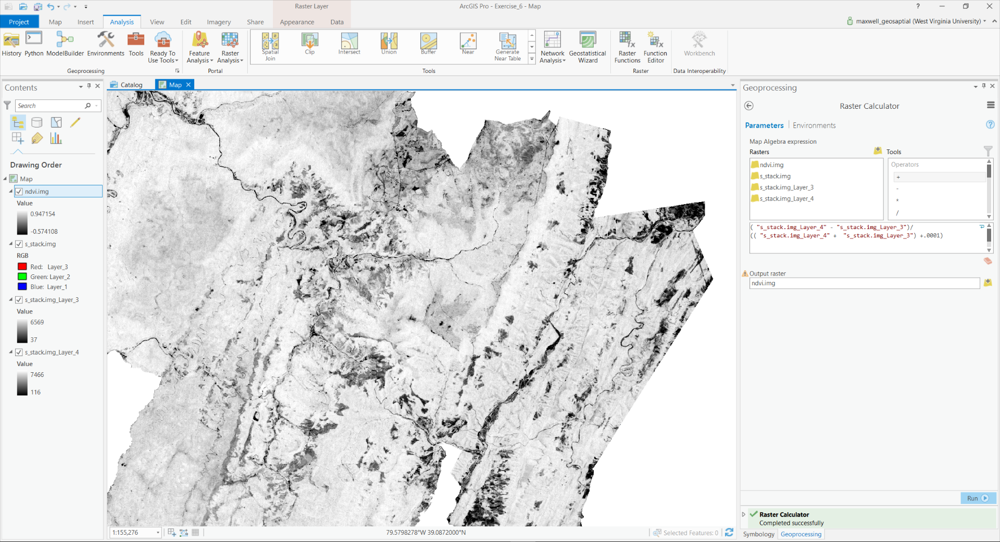 Raster Layer
ArcGIS Pro - Exercise_6 - Map
?
Project
Map
Insert
Analysis
View
Edit
Imagery
Share
Appearance
Data
maxwell_geosaptial (West Virginia University)
History
Python
ModelBuilder
Environments
Tools
Ready To Use Tools
Geoprocessing
Feature Analysis
Raster Analysis
Portal
Spatial Join
Clip
Intersect
Union
Buffer
Near
Generate Near Table
Tools
Network Analysis
Geostatistical Wizard
Raster Functions
Function Editor
Raster
Workbench
Data Interoperability
Contents
Search
Drawing Order
Map
ndvi.img
Value
0.947154
-0.574108
s_stack.img
RGB
Red: Layer_3
Green: Layer_2
Blue: Layer_1
s_stack.img_Layer_3
Value
6569
37
s_stack.img_Layer_4
Value
7466
116
Catalog
Map
1:155,276
79.5798278°W 39.0872000°N
Selected Features: 0
Geoprocessing
Raster Calculator
Parameters
Environments
?
Map Algebra expression
Rasters
Tools
ndvi.img
s_stack.img
s_stack.img_Layer_3
s_stack.img_Layer_4
Operators
+
-
*
/
( "s_stack.img_Layer_4" - "s_stack.img_Layer_3")/
(( "s_stack.img_Layer_4" +  "s_stack.img_Layer_3") +.0001)
Output raster
ndvi.img
Run
Raster Calculator
Completed successfully
Symbology
Geoprocessing